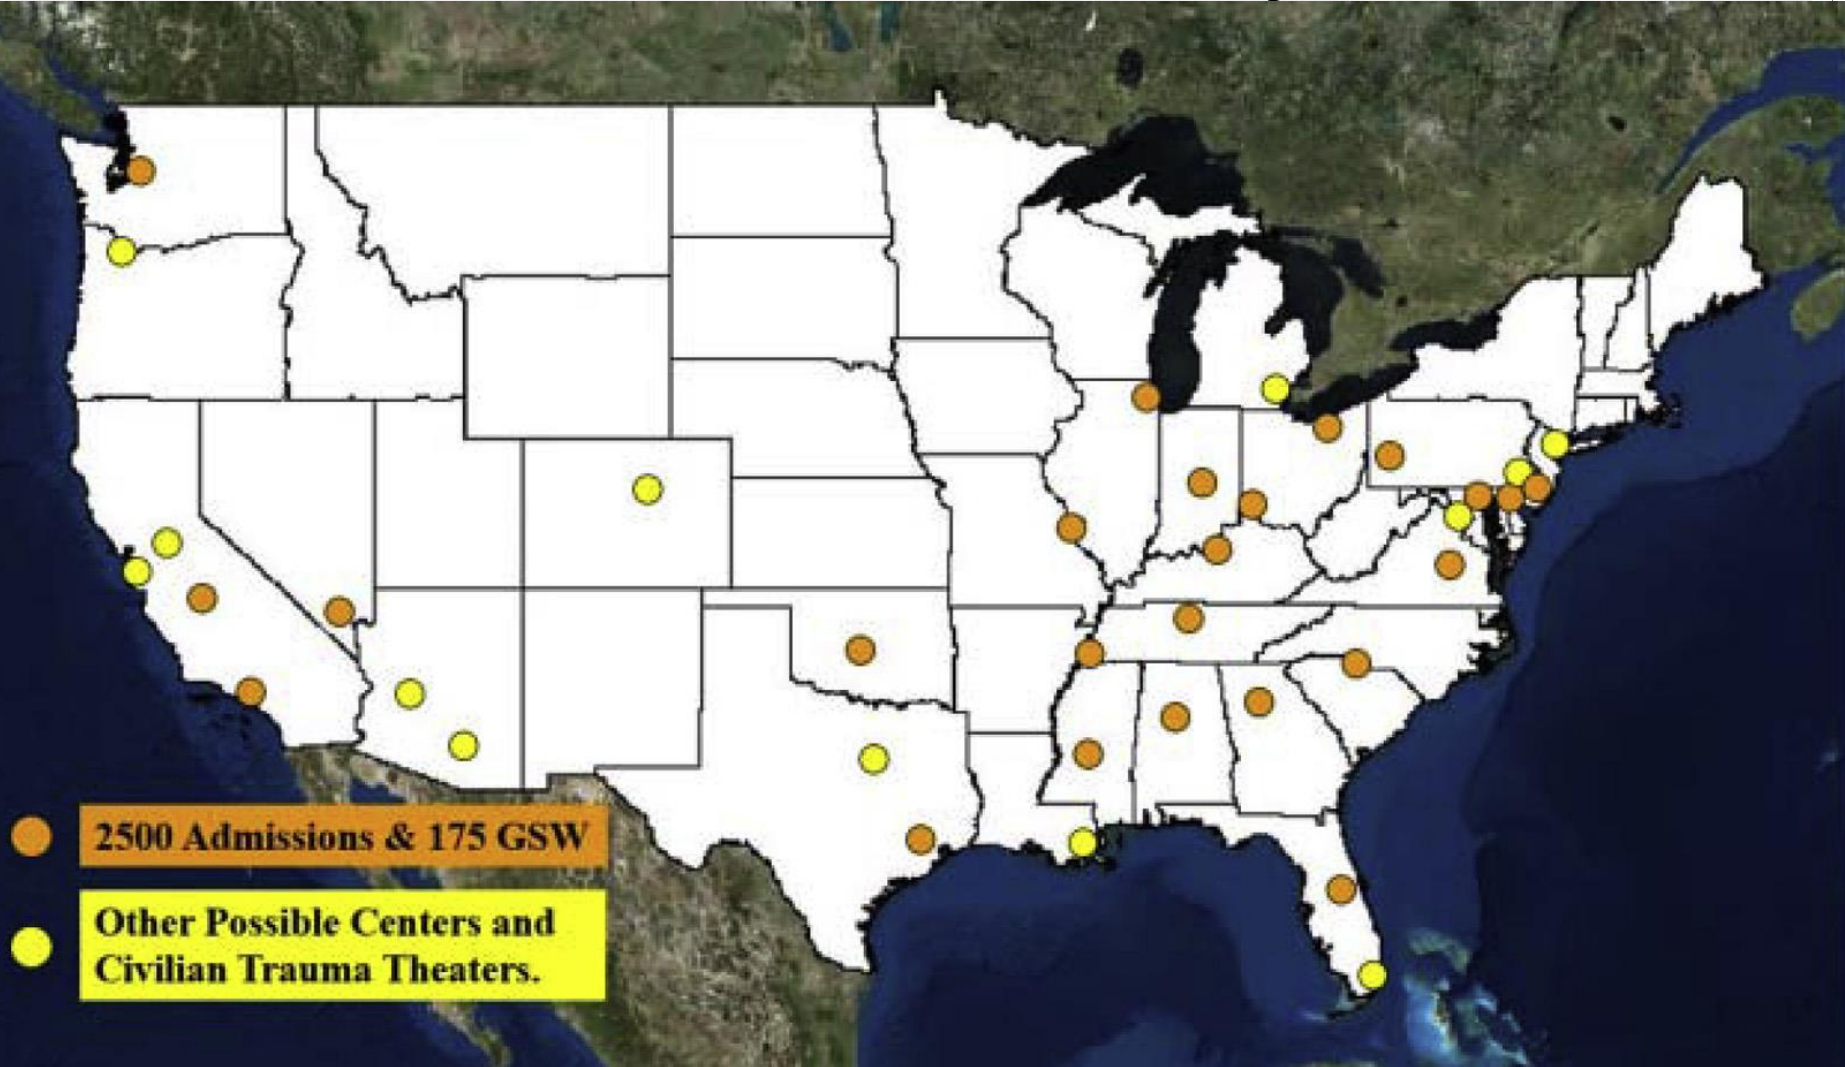 2500 Admissions & 175 GSW
Other Possible Centers and
Civilian Trauma Theaters.